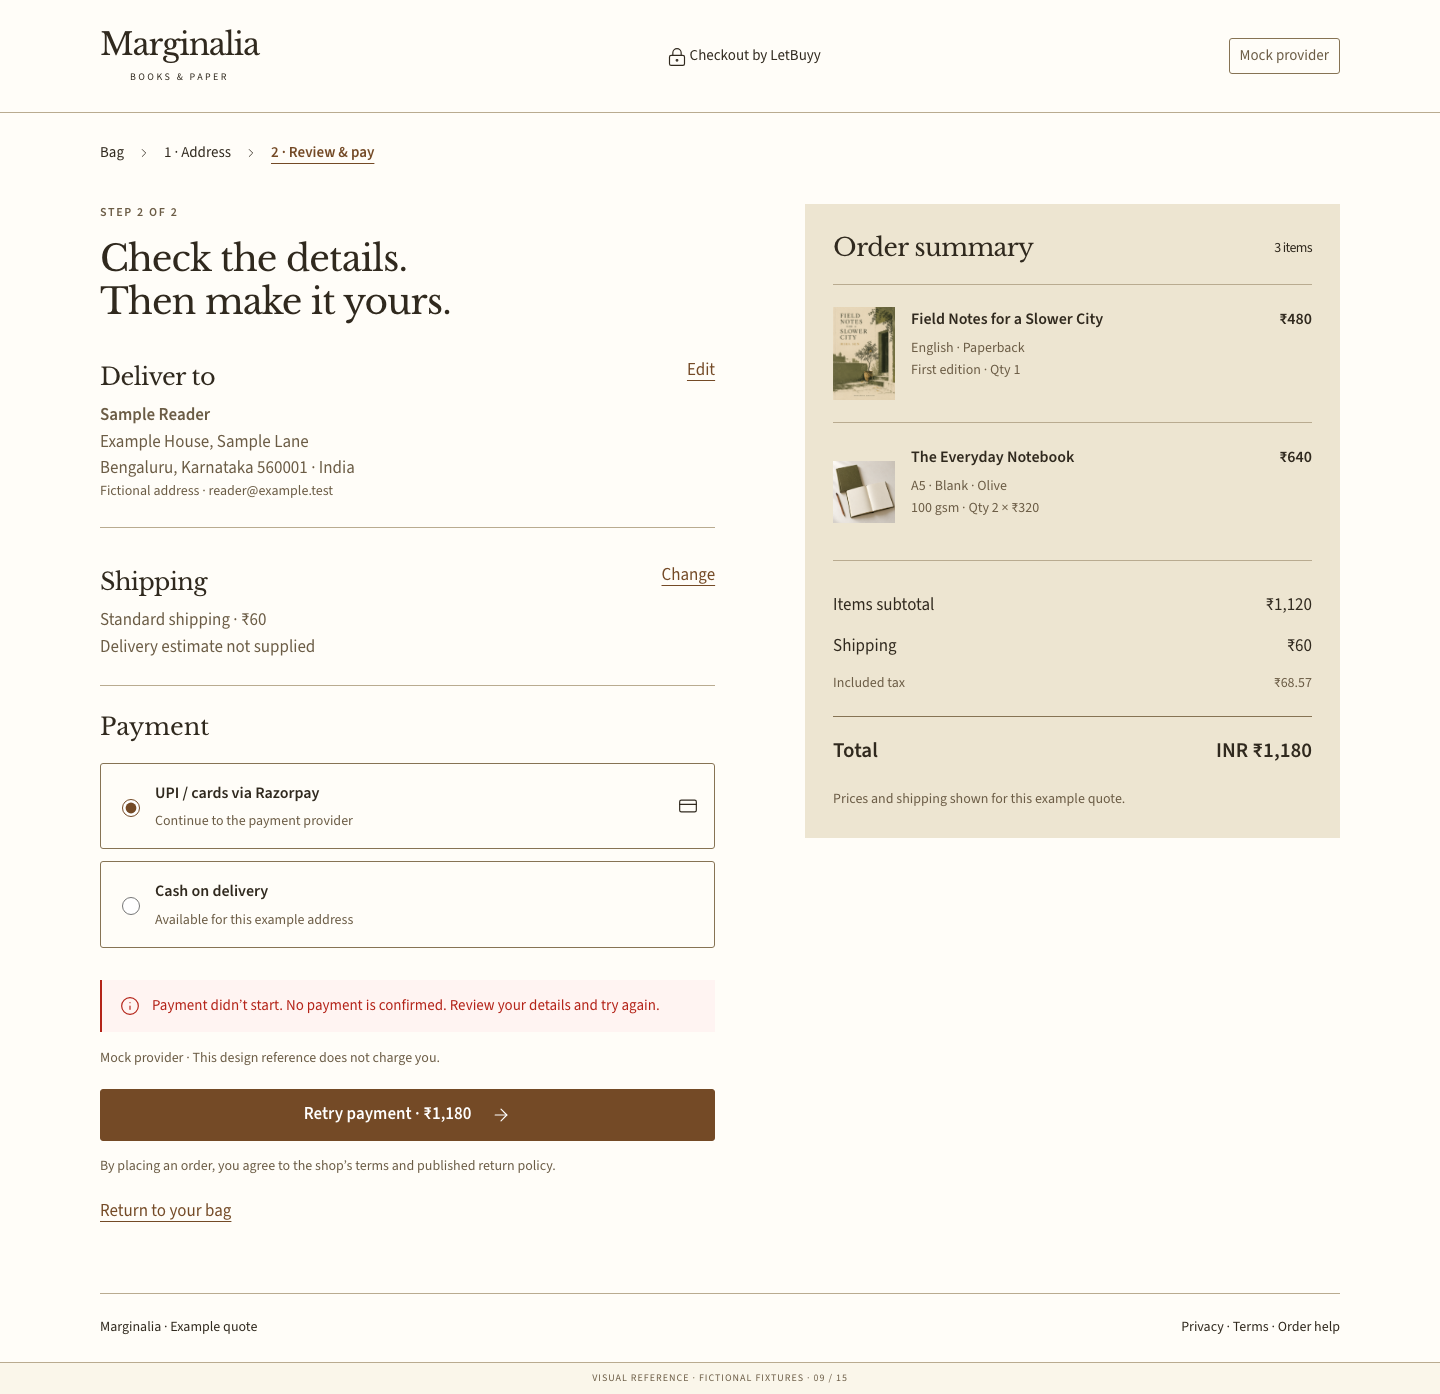 Marginalia
BOOKS & PAPER
Checkout by LetBuyy
Mock provider
Bag
1 · Address
2 · Review & pay
STEP 2 OF 2
Check the details.
Then make it yours.
Deliver to
Edit
Sample Reader
Example House, Sample Lane
Bengaluru, Karnataka 560001 · India
Fictional address · reader@example.test
Shipping
Change
Standard shipping · ₹60
Delivery estimate not supplied
Payment
UPI / cards via Razorpay
Continue to the payment provider
Cash on delivery
Available for this example address
Payment didn’t start. No payment is confirmed. Review your details and try again.
Mock provider · This design reference does not charge you.
Retry payment · ₹1,180
By placing an order, you agree to the shop’s terms and published return policy.
Return to your bag
Order summary
3 items
FIELD
NOTES
FOR A
SLOWER
CITY
Field Notes for a Slower City
₹480
English · Paperback
First edition · Qty 1
The Everyday Notebook
₹640
A5 · Blank · Olive
100 gsm · Qty 2 × ₹320
Items subtotal
₹1,120
Shipping
₹60
Included tax
₹68.57
Total
INR ₹1,180
Prices and shipping shown for this example quote.
Marginalia · Example quote
Privacy · Terms · Order help
VISUAL REFERENCE · FICTIONAL FIXTURES · 09 / 15